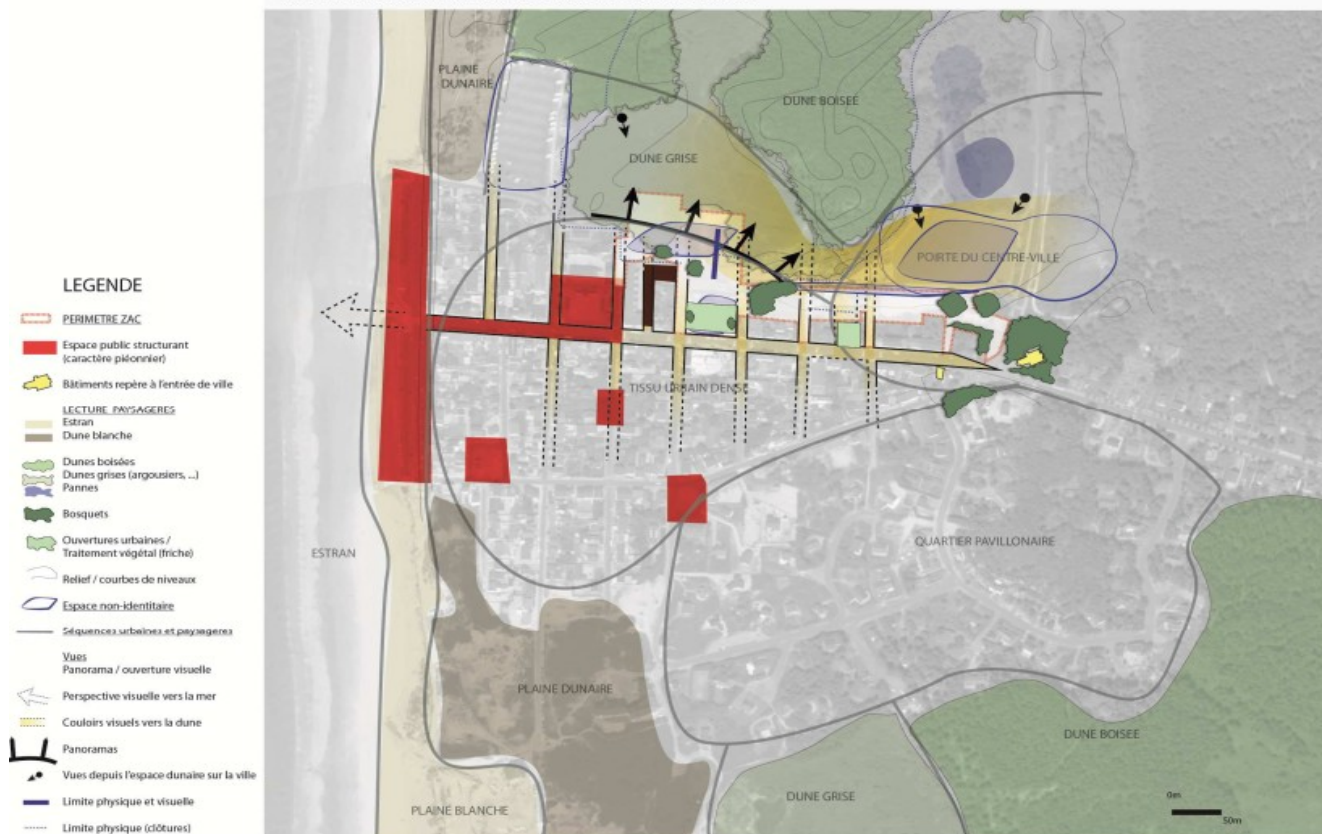 LEGENDE
PERIMETRE ZAC
Espace public structurant
(caractère piéonnier)
Bâtiments repère à l'entrée de ville
LECTURE PAYSAGERES
Estran
Dune blanche
Dunes boisées
Dunes grises (argousiers, ...)
Pannes
Bosquets
Ouvertures urbaines /
Traitement végétal (friche)
Relief / courbes de niveaux
Espace non-identitaire
Séquences urbaines et paysageres
Vues
Panorama / ouverture visuelle
Perspective visuelle vers la mer
Couloirs visuels vers la dune
Panoramas
Vues depuis l'espace dunaire sur la ville
Limite physique et visuelle
Limite physique (clôtures)
PLAINE
DUNAIRE
DUNE BOISEE
DUNE GRISE
PORTE DU CENTRE-VILLE
TISSU URBAIN DENSE
ESTRAN
QUARTIER PAVILLONAIRE
PLAINE DUNAIRE
DUNE BOISEE
PLAINE BLANCHE
DUNE GRISE
0m
50m